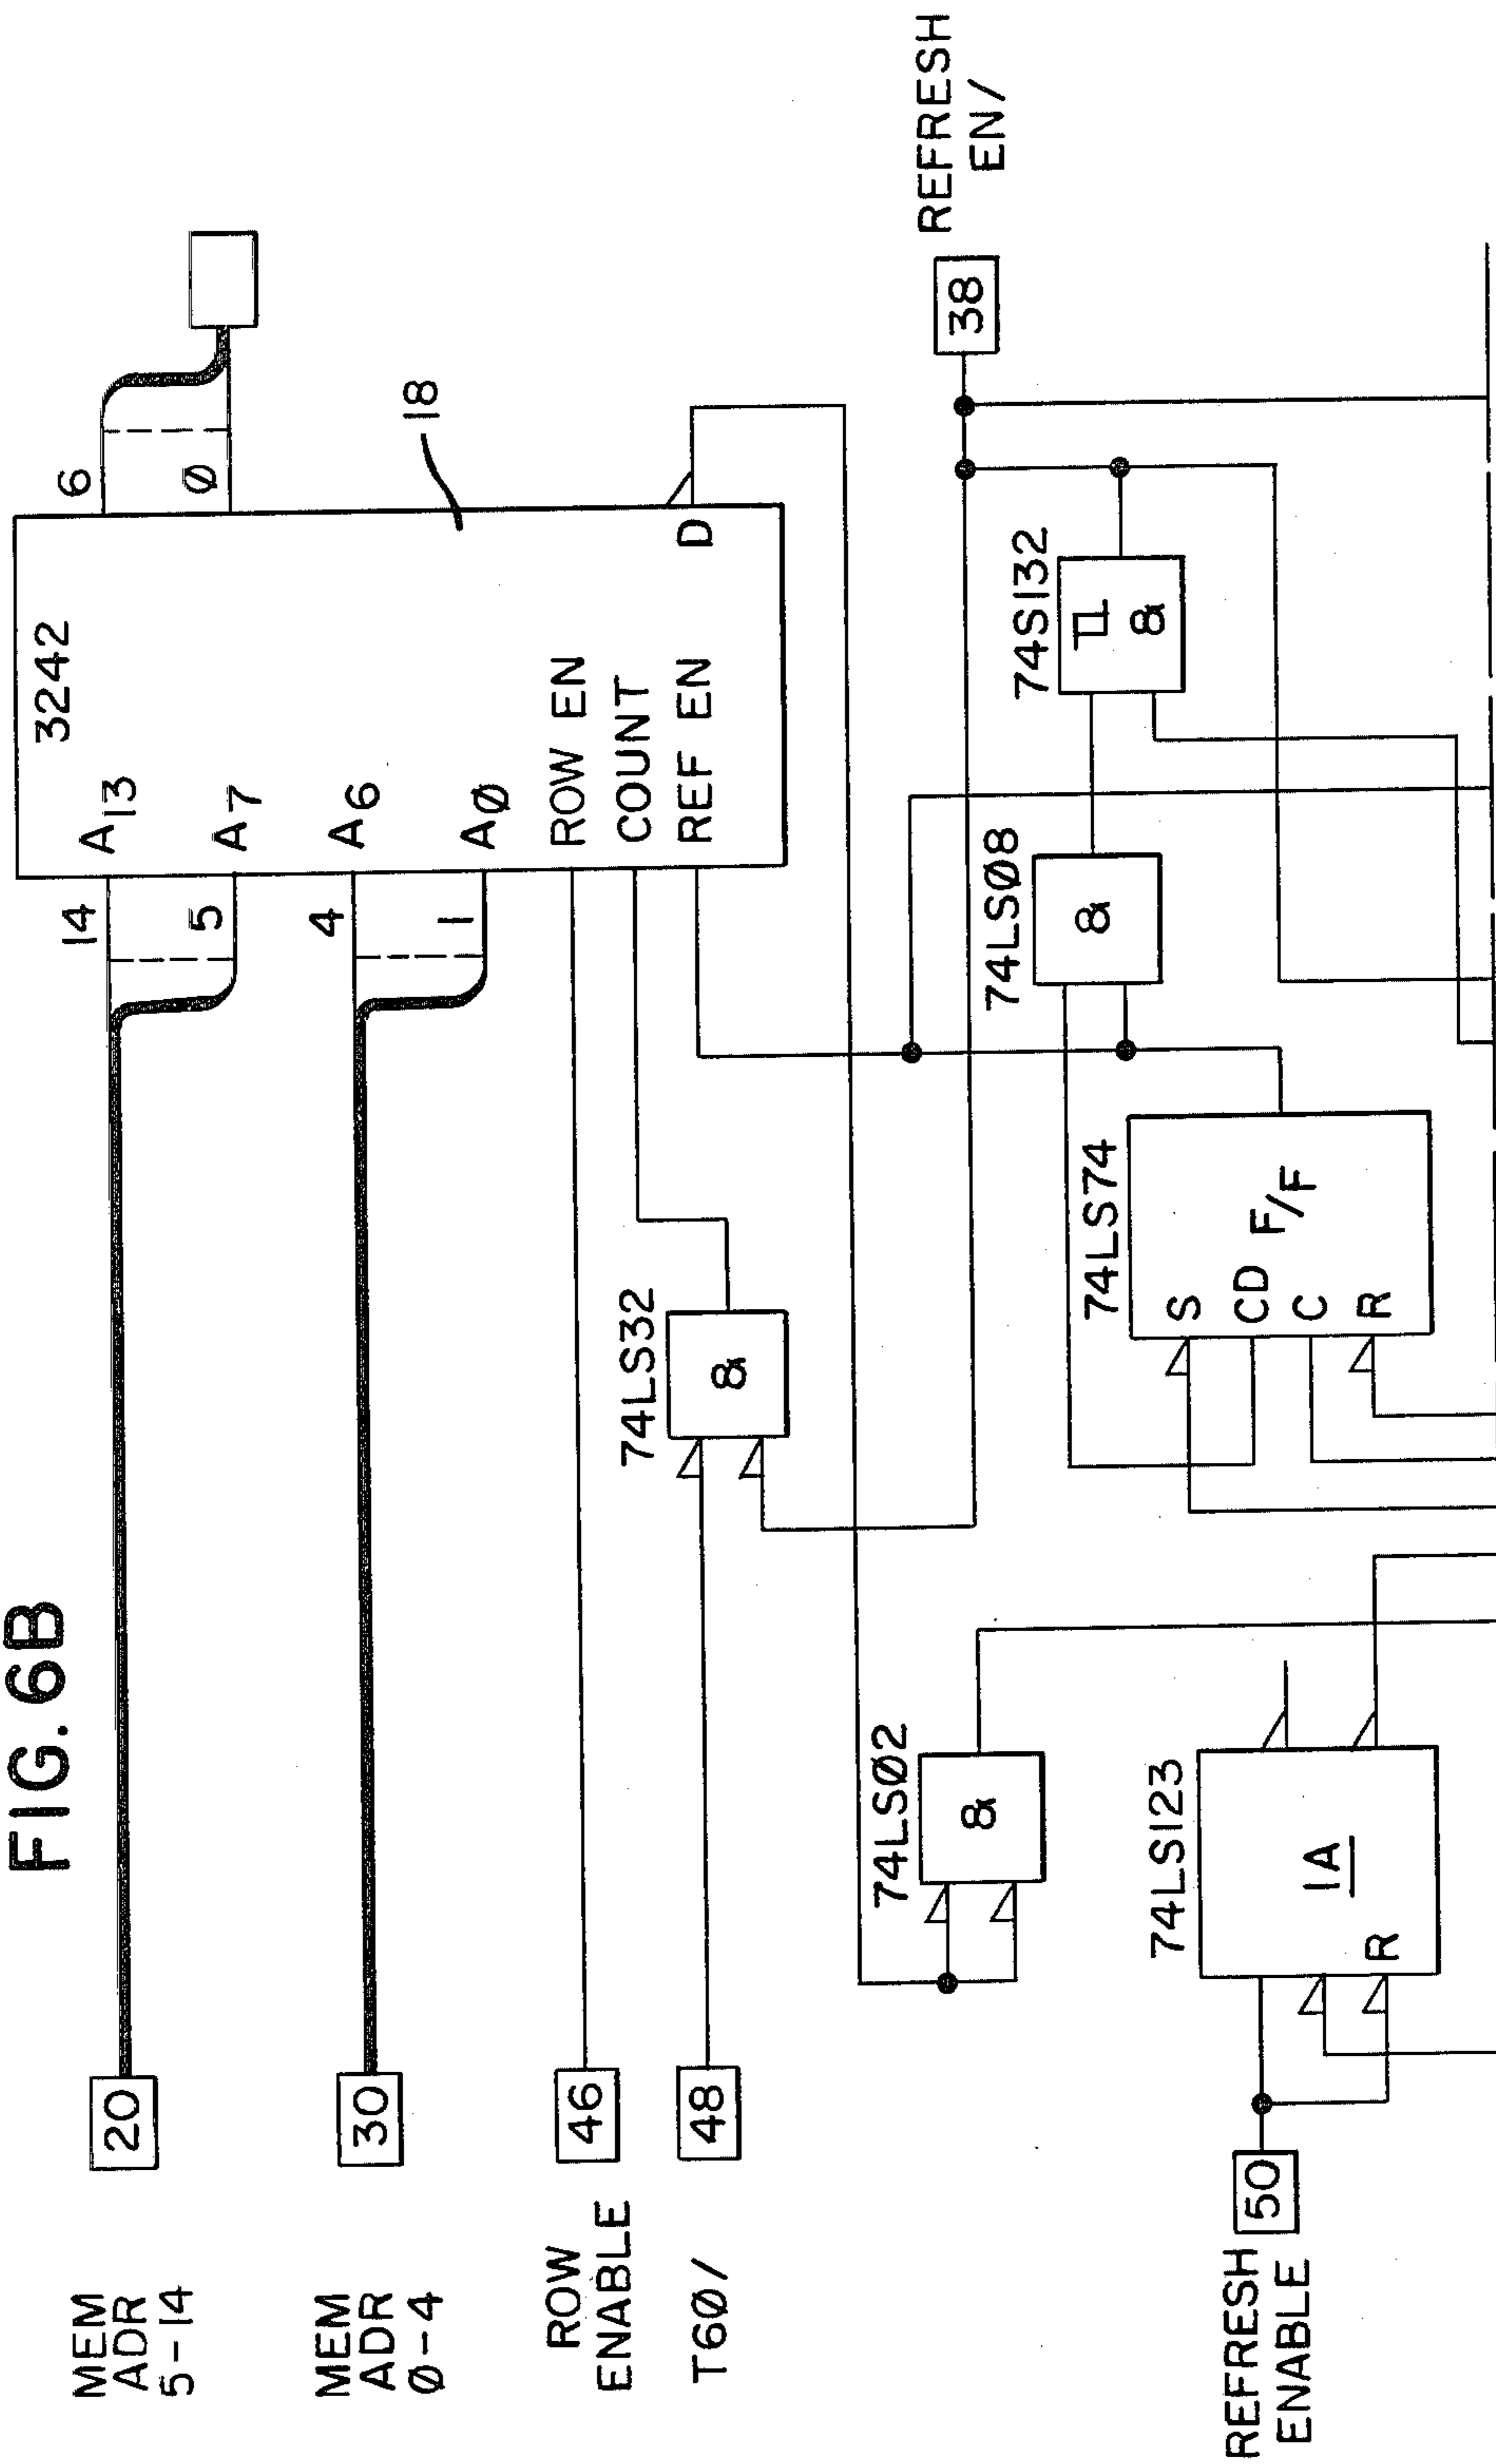 FIG. 6B
MEM
ADR
5-14
20
14
5
A13
A7
3242
6
Ø
18
MEM
ADR
Ø-4
30
4
1
A6
AØ
ROW
ENABLE
46
ROW EN
T6Ø/
48
74LS32
&
COUNT
REF EN
D
74LSØ2
&
REFRESH
EN/
38
74LSØ8
&
74S132
&
74LS74
S
CD
C
R
F/F
REFRESH
ENABLE
50
74LS123
1A
R